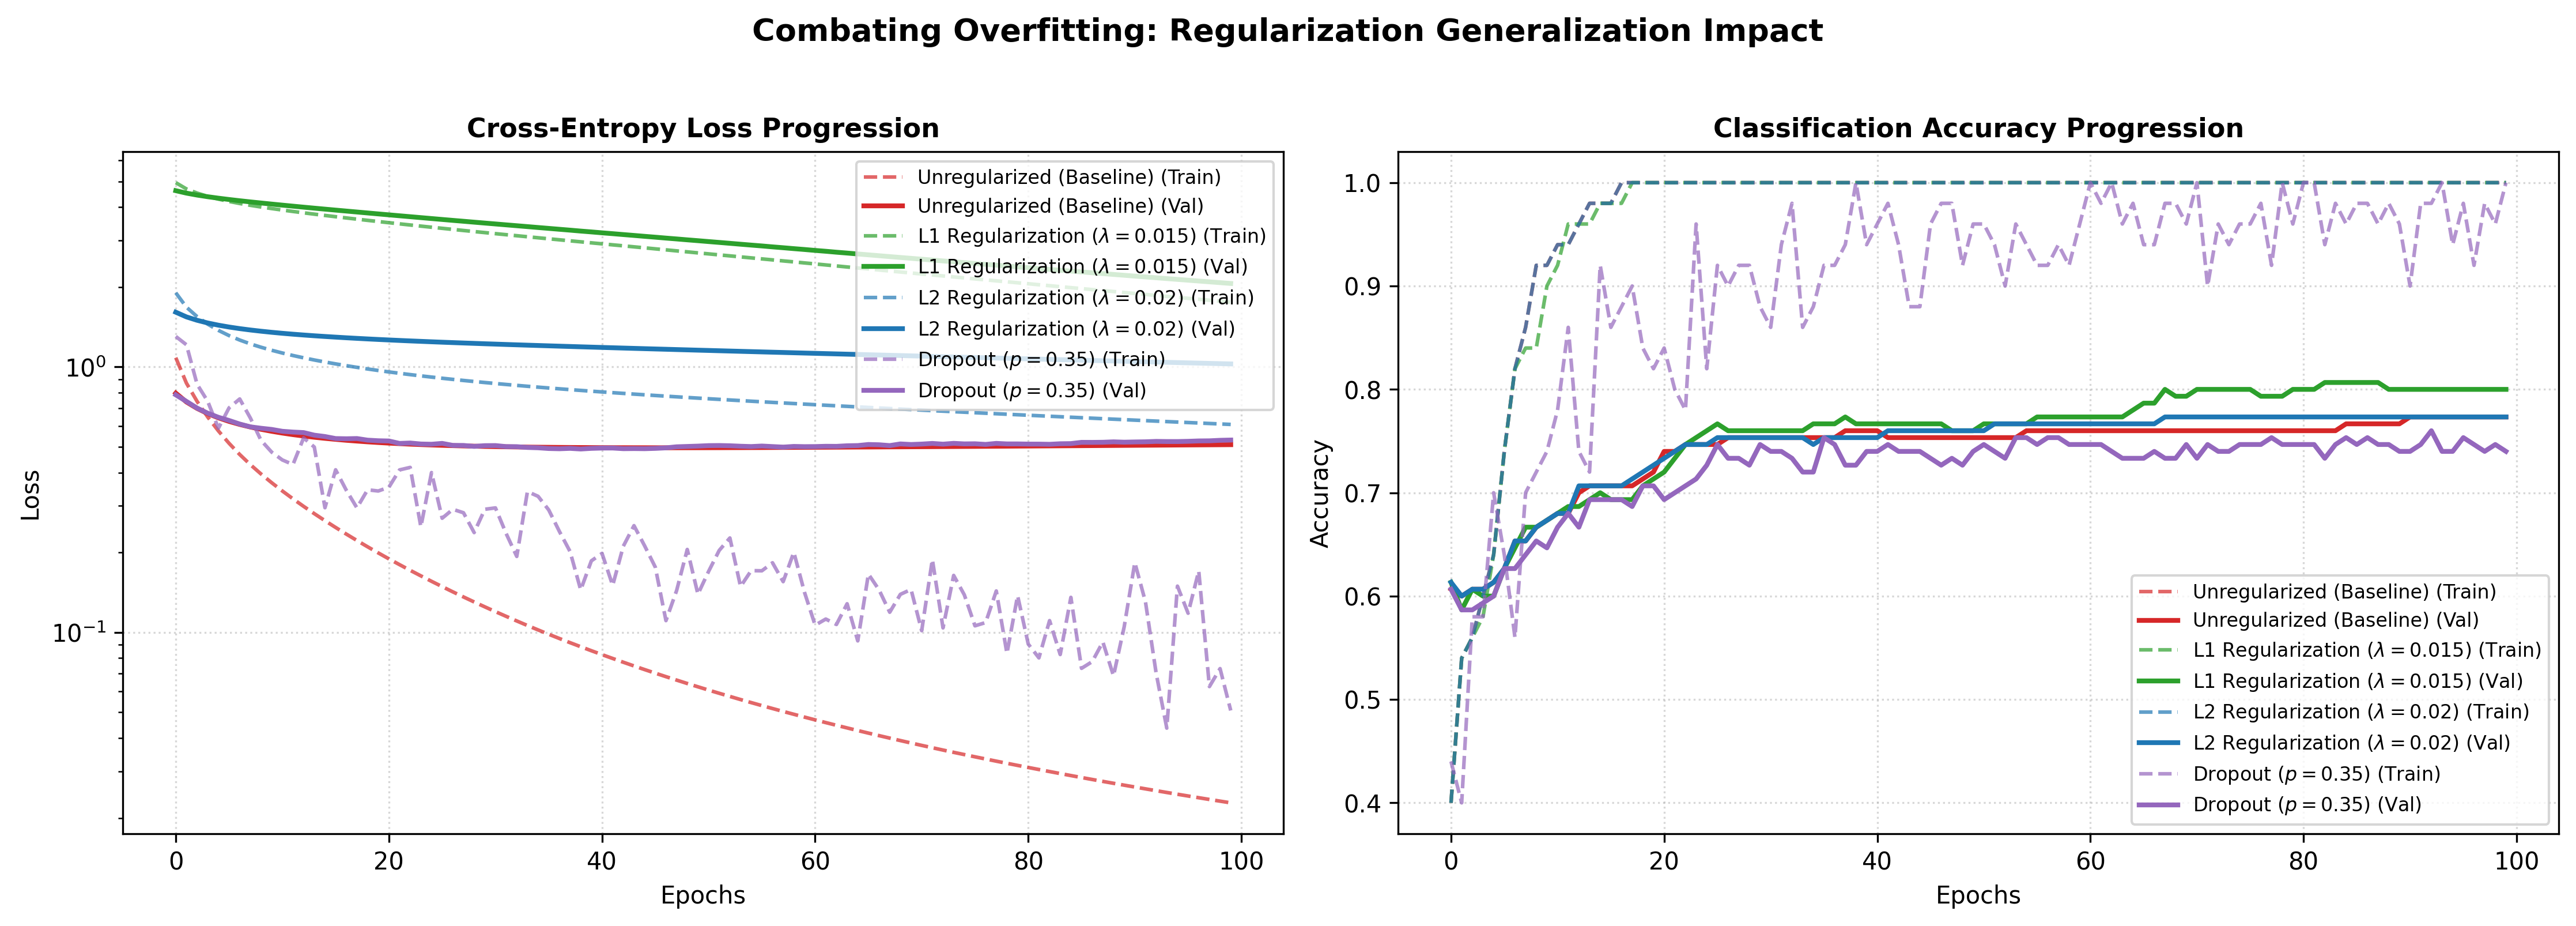 Combating Overfitting: Regularization Generalization Impact
Cross-Entropy Loss Progression
Loss
10⁰
10⁻¹
Unregularized (Baseline) (Train)
Unregularized (Baseline) (Val)
L1 Regularization (λ = 0.015) (Train)
L1 Regularization (λ = 0.015) (Val)
L2 Regularization (λ = 0.02) (Train)
L2 Regularization (λ = 0.02) (Val)
Dropout (p = 0.35) (Train)
Dropout (p = 0.35) (Val)
0 20 40 60 80 100
Epochs
Classification Accuracy Progression
Accuracy
1.0
0.9
0.8
0.7
0.6
0.5
0.4
Unregularized (Baseline) (Train)
Unregularized (Baseline) (Val)
L1 Regularization (λ = 0.015) (Train)
L1 Regularization (λ = 0.015) (Val)
L2 Regularization (λ = 0.02) (Train)
L2 Regularization (λ = 0.02) (Val)
Dropout (p = 0.35) (Train)
Dropout (p = 0.35) (Val)
0 20 40 60 80 100
Epochs